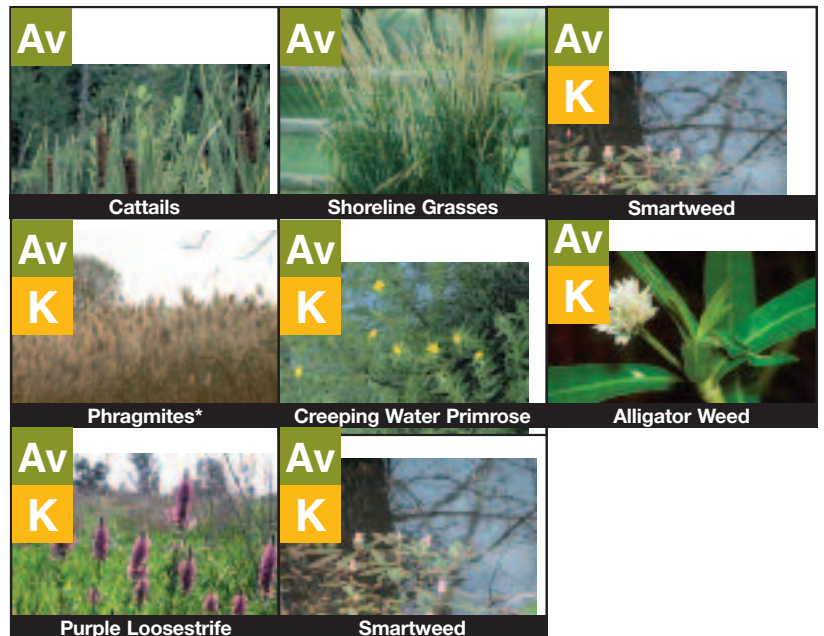 Av
Av
Av
K
Cattails
Shoreline Grasses
Smartweed
Av
K
Av
K
Av
K
Phragmites*
Creeping Water Primrose
Alligator Weed
Av
K
Av
K
Purple Loosestrife
Smartweed